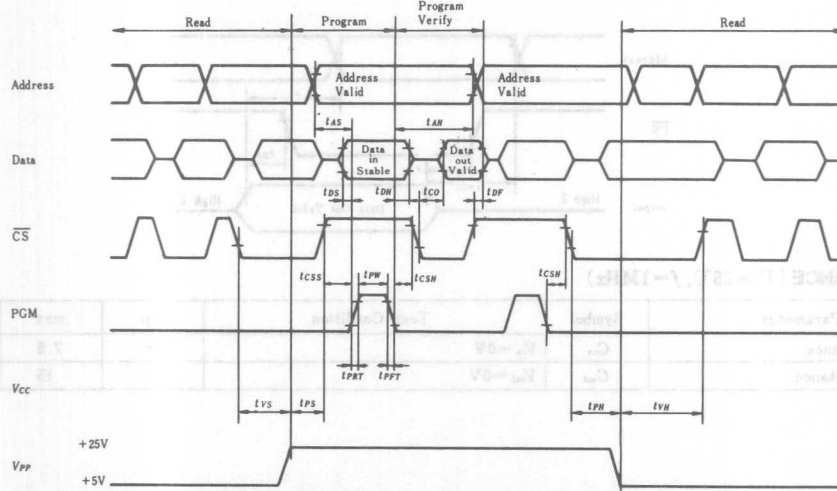 Read
Program
Program
Verify
Read
Address
Address
Valid
Address
Valid
tAS
tAH
Data
Data
in
Stable
Data
out
Valid
tDS
tDH
tCO
tDF
CS
tCSS
tPW
tCSH
tCSH
PGM
tPRT
tPFT
VCC
tVS
tPS
tPH
tVH
+25V
VPP
+5V